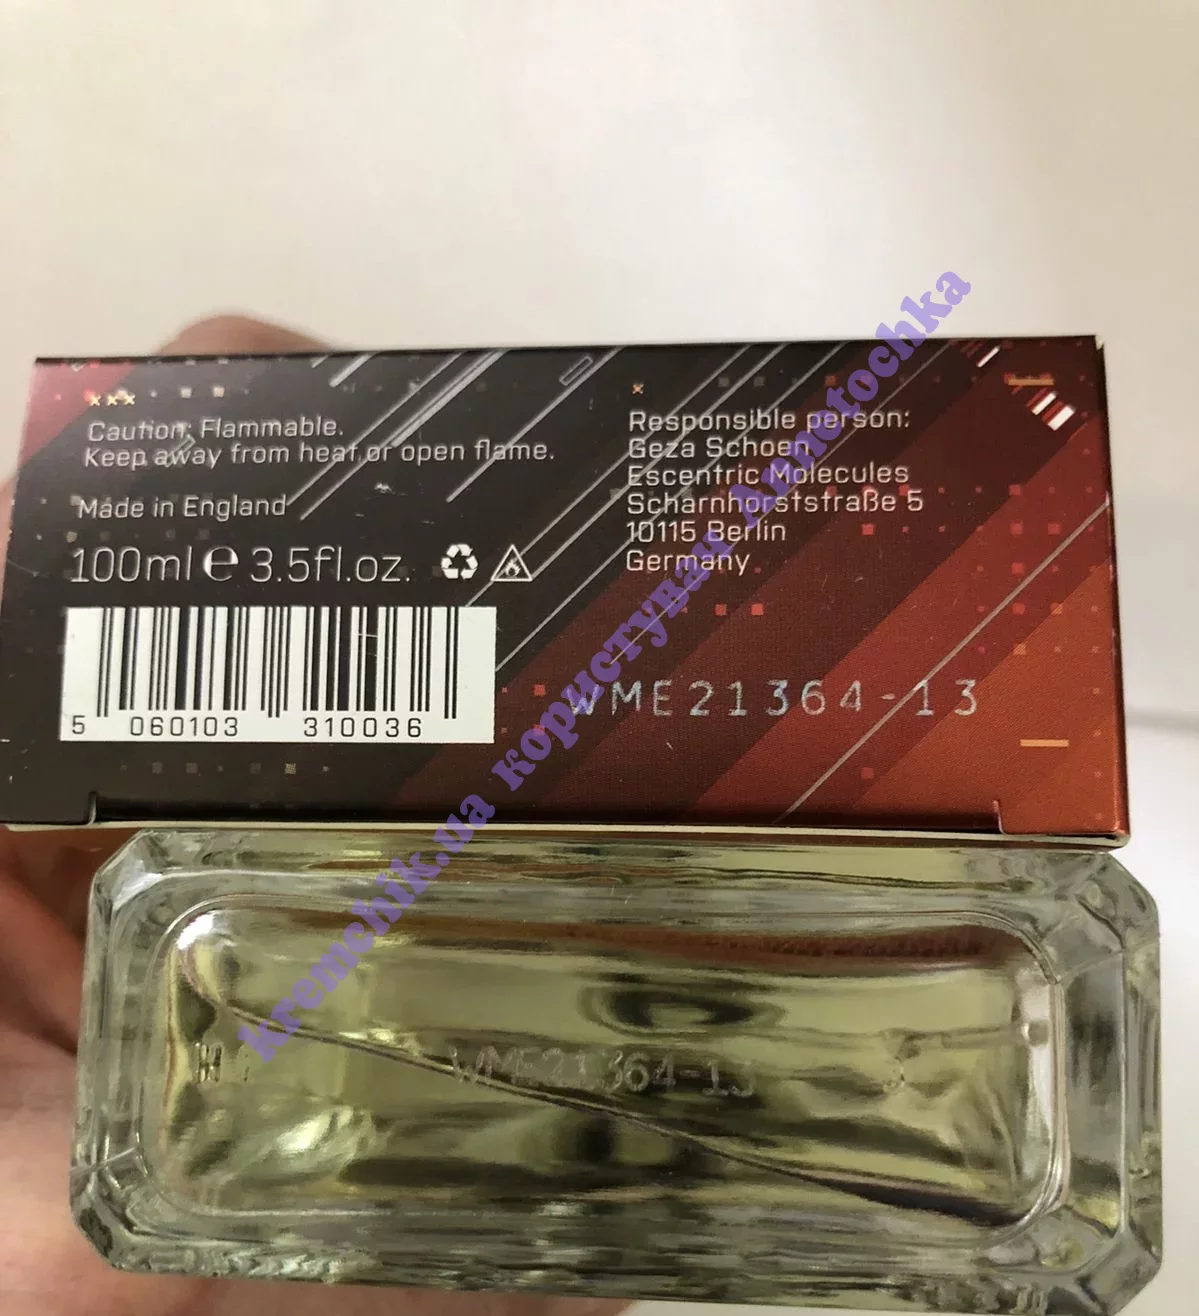 Caution: Flammable.
Keep away from heat or open flame.
Made in England
100ml e 3.5fl.oz.
5 060103 310036
Responsible person:
Geza Schoen
Escentric Molecules
Scharnhorststraße 5
10115 Berlin
Germany
WME21364-13
WME21364-13
kremchik.ua користувач Annotochka